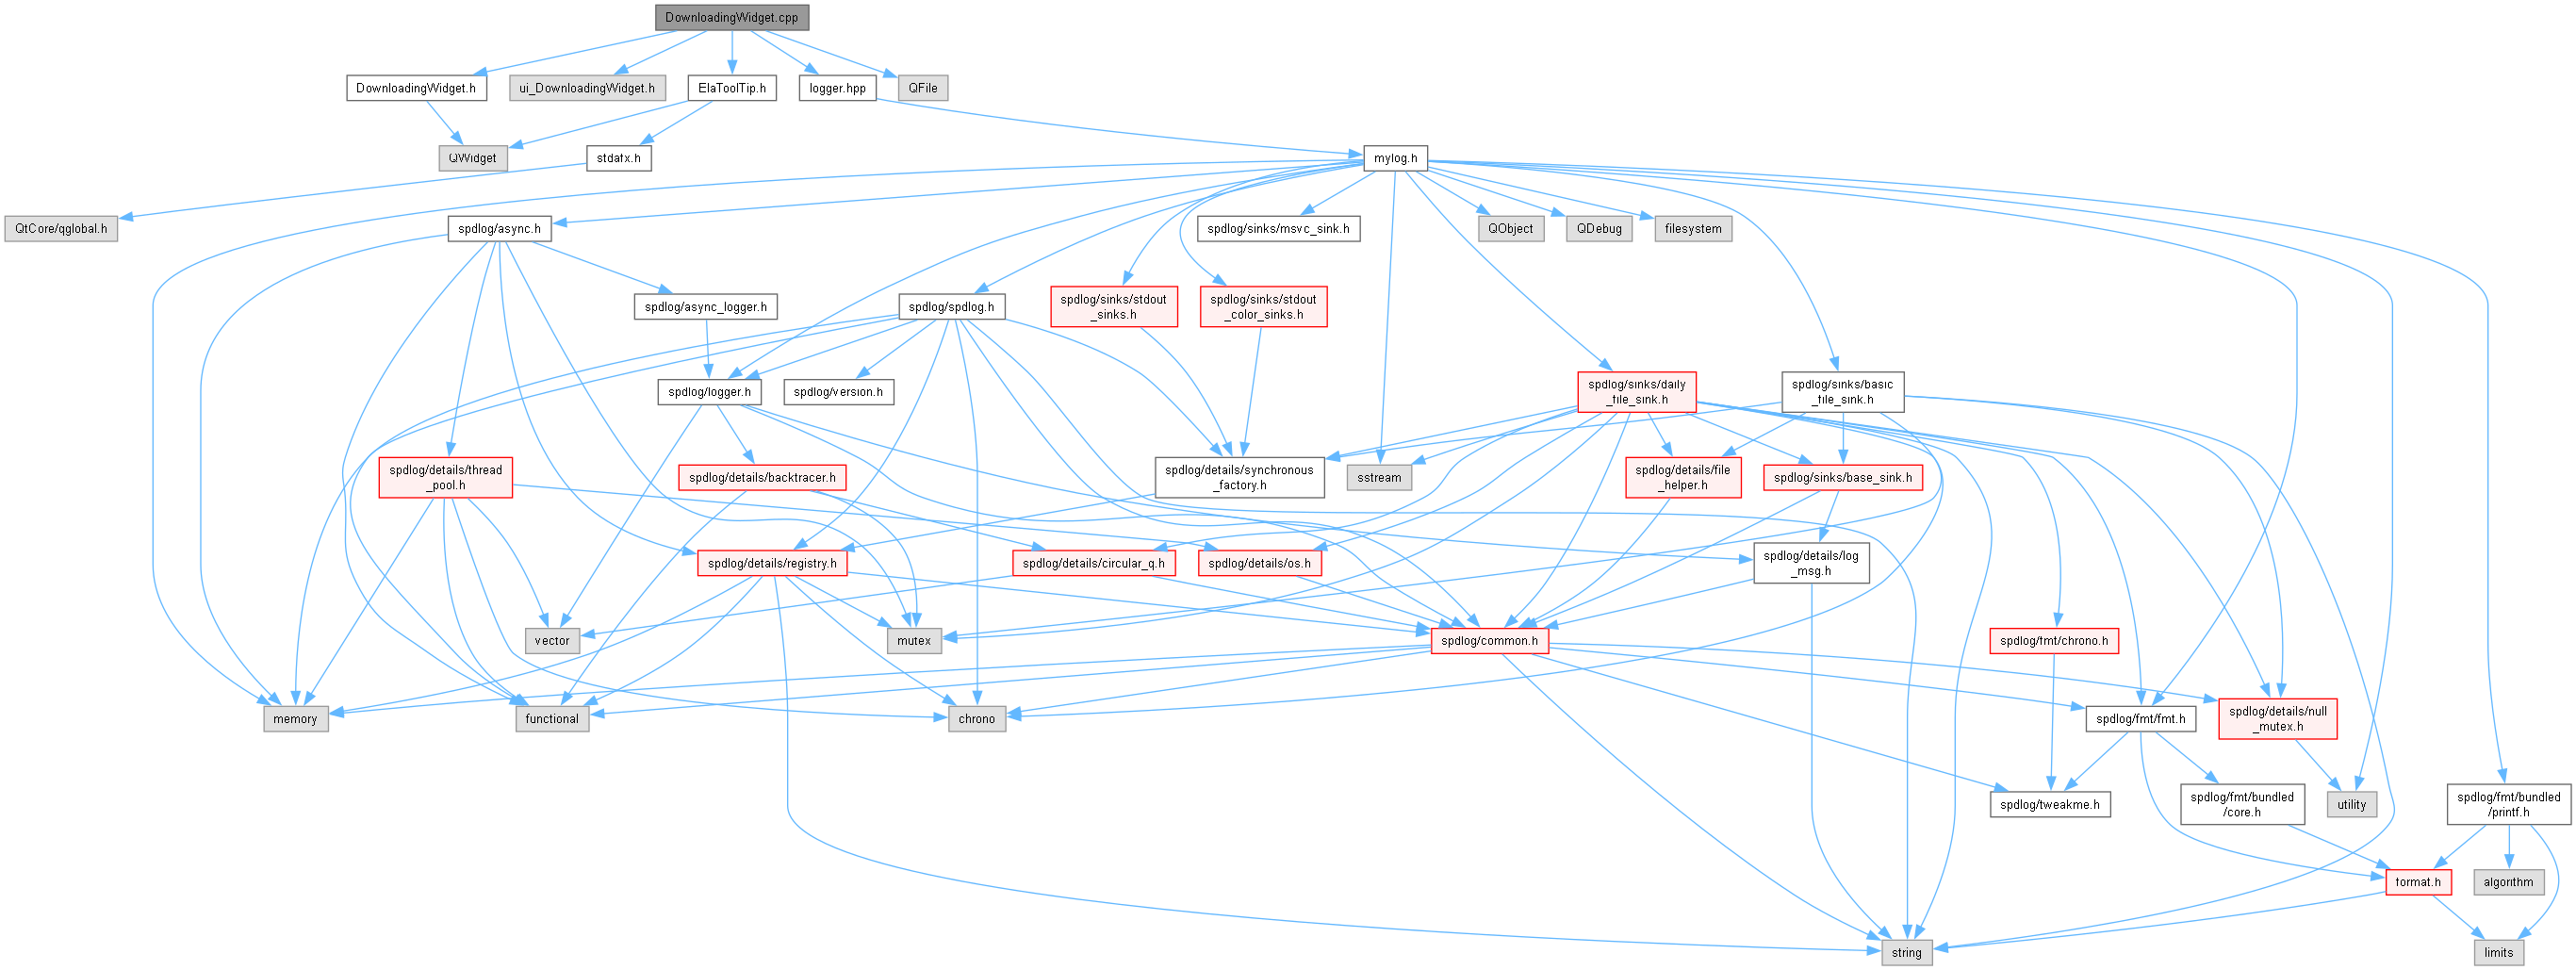 DownloadingWidget.cpp
DownloadingWidget.h
ui_DownloadingWidget.h
ElaToolTip.h
logger.hpp
QFile
QWidget
stdafx.h
mylog.h
QtCore/qglobal.h
spdlog/async.h
spdlog/sinks/msvc_sink.h
QObject
QDebug
filesystem
spdlog/async_logger.h
spdlog/spdlog.h
spdlog/sinks/stdout
_sinks.h
spdlog/sinks/stdout
_color_sinks.h
spdlog/logger.h
spdlog/version.h
spdlog/sinks/daily
_file_sink.h
spdlog/sinks/basic
_file_sink.h
spdlog/details/thread
_pool.h
spdlog/details/backtracer.h
spdlog/details/synchronous
_factory.h
sstream
spdlog/details/file
_helper.h
spdlog/sinks/base_sink.h
spdlog/details/registry.h
spdlog/details/circular_q.h
spdlog/details/os.h
spdlog/details/log
_msg.h
vector
mutex
spdlog/common.h
spdlog/fmt/chrono.h
memory
functional
chrono
spdlog/fmt/fmt.h
spdlog/details/null
_mutex.h
spdlog/tweakme.h
spdlog/fmt/bundled
/core.h
utility
spdlog/fmt/bundled
/printf.h
format.h
algorithm
string
limits